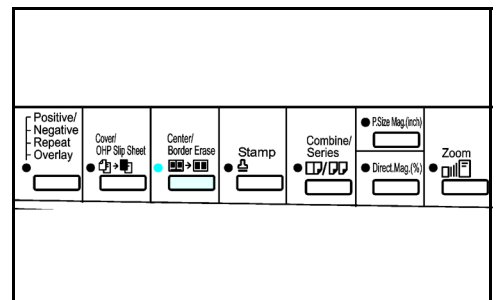 Positive/
Negative
Repeat
Overlay
Cover/
OHP Slip Sheet
Center/
Border Erase
Stamp
Combine/
Series
P.Size Mag.(inch)
Direct.Mag.(%)
Zoom